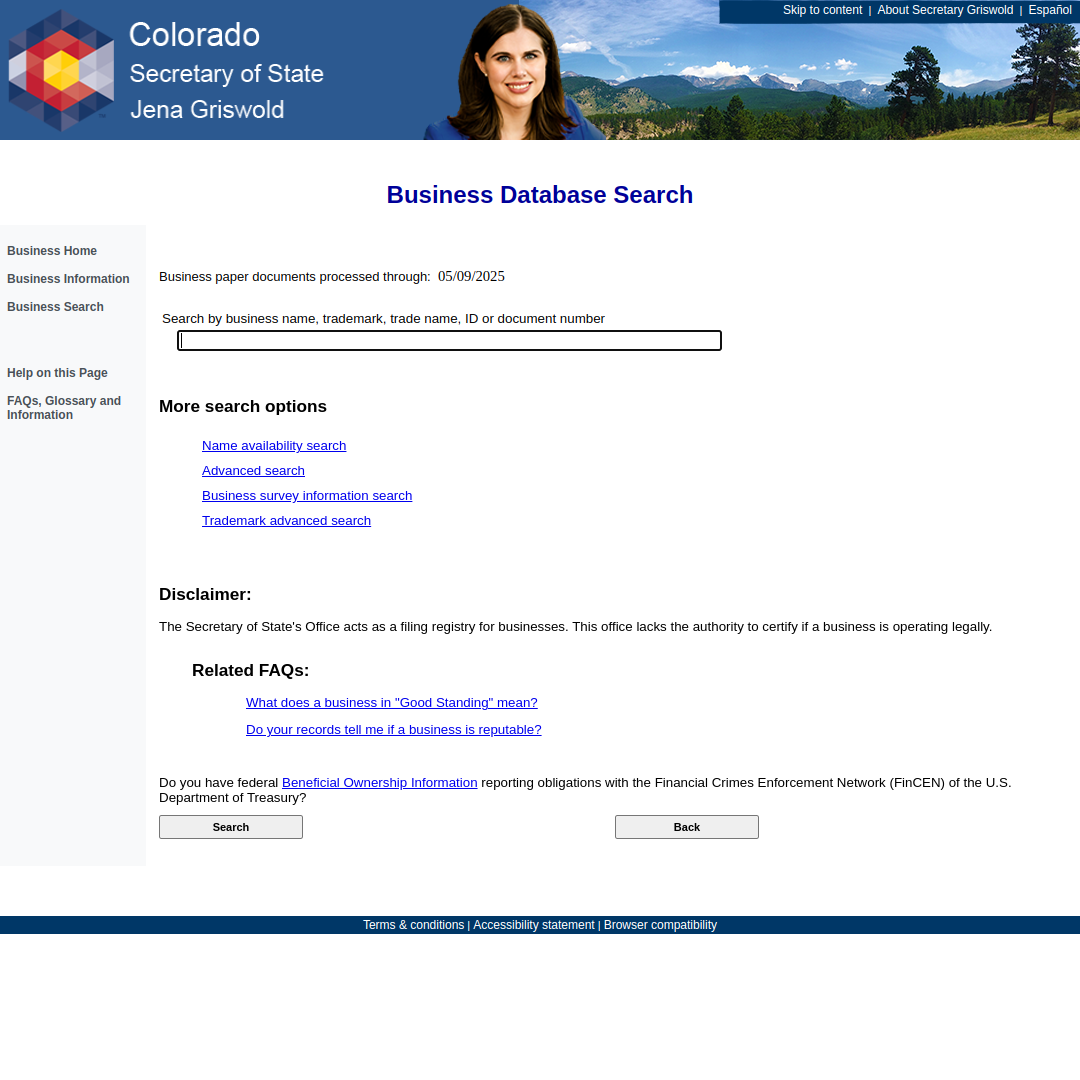 Skip to content | About Secretary Griswold | Español
Colorado
Secretary of State
Jena Griswold
Business Database Search
Business Home
Business Information
Business Search
Help on this Page
FAQs, Glossary and
Information
Business paper documents processed through: 05/09/2025
Search by business name, trademark, trade name, ID or document number
More search options
Name availability search
Advanced search
Business survey information search
Trademark advanced search
Disclaimer:
The Secretary of State's Office acts as a filing registry for businesses. This office lacks the authority to certify if a business is operating legally.
Related FAQs:
What does a business in "Good Standing" mean?
Do your records tell me if a business is reputable?
Do you have federal Beneficial Ownership Information reporting obligations with the Financial Crimes Enforcement Network (FinCEN) of the U.S.
Department of Treasury?
Search Back
Terms & conditions | Accessibility statement | Browser compatibility